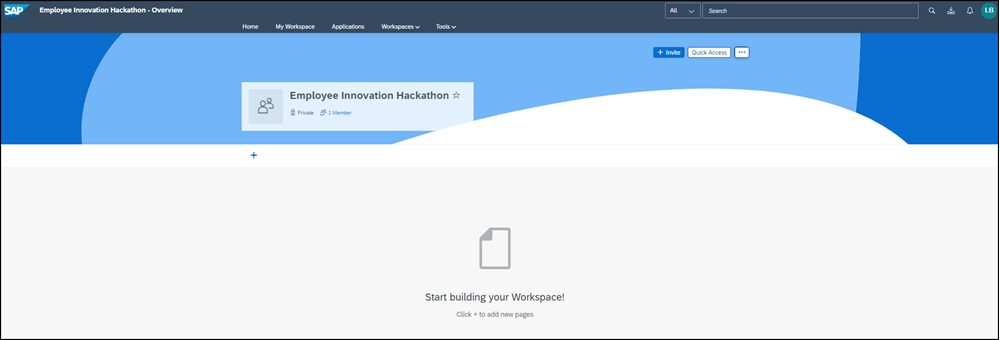 SAP Employee Innovation Hackathon - Overview All Search LB
Home My Workspace Applications Workspaces Tools
+ Invite Quick Access ...
Employee Innovation Hackathon
Private 1 Member
+
Start building your Workspace!
Click + to add new pages